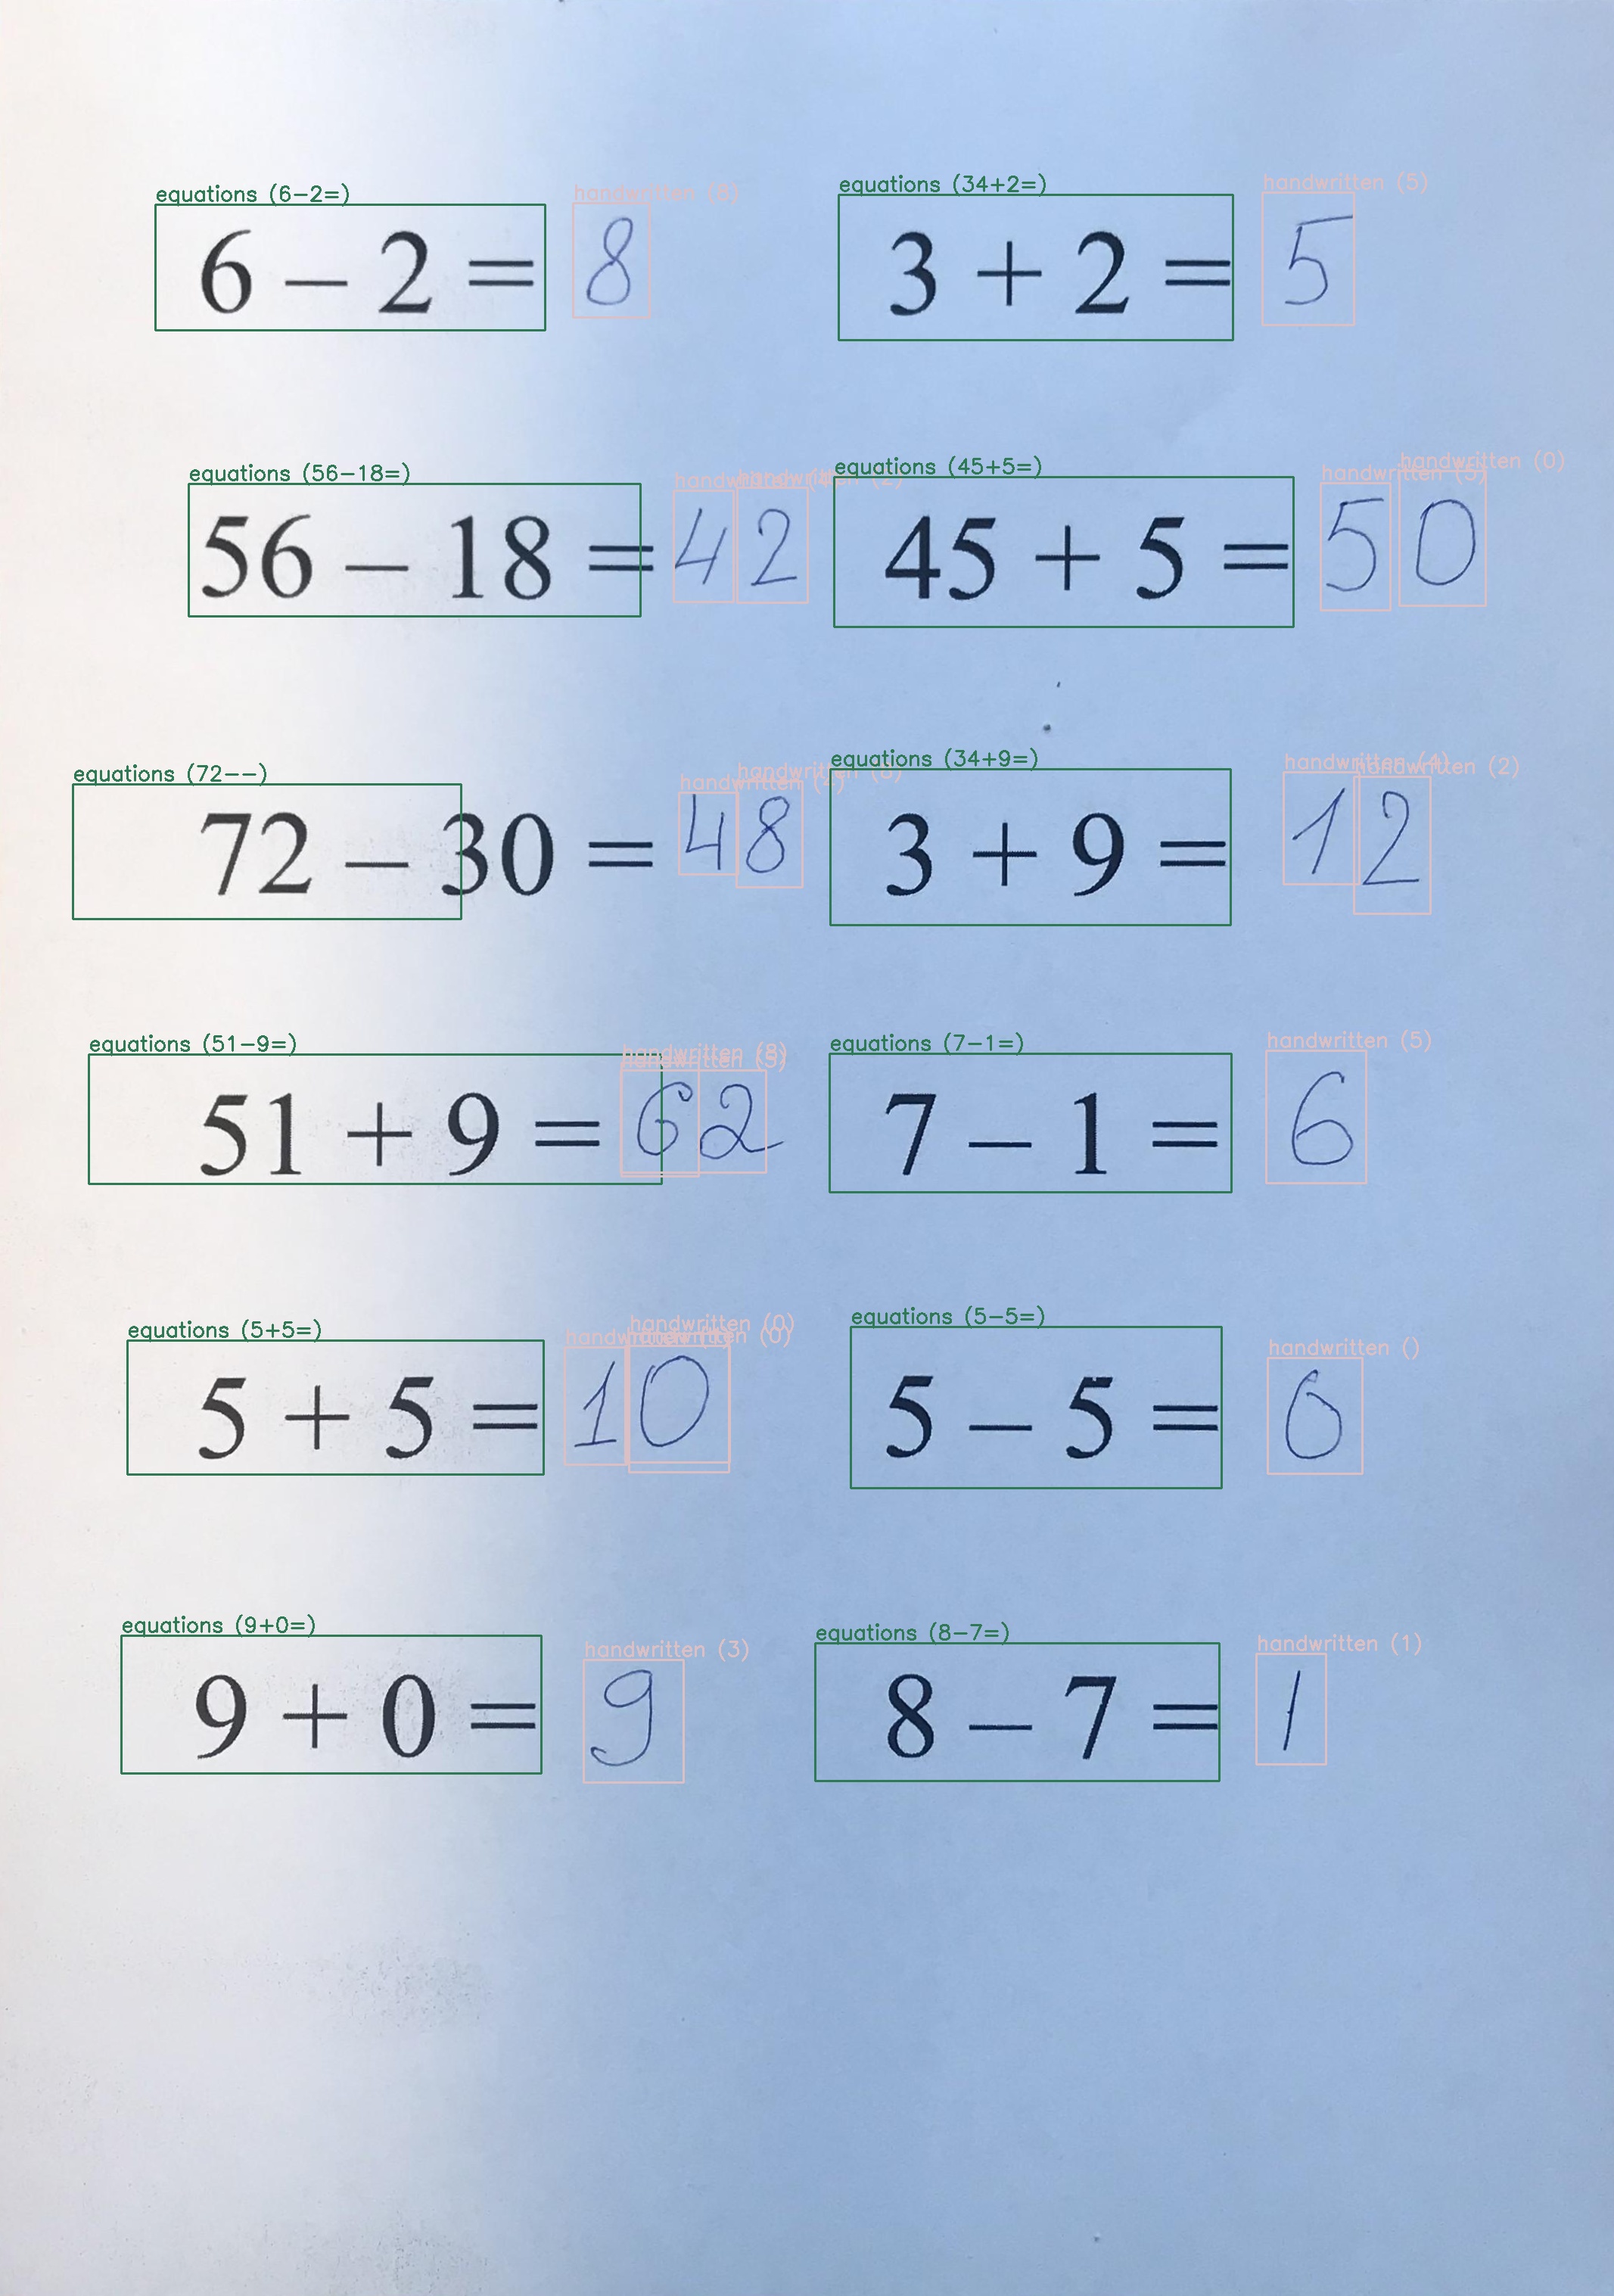 equations (6-2=) handwritten (8) equations (34+2=) handwritten (5)
6 – 2 = 8 3 + 2 = 5
equations (56-18=) handwritten handwritten (2) equations (45+5=) handwritten (5) handwritten (0)
56 – 18 = 42 45 + 5 = 50
equations (72--) handwritten handwritten equations (34+9=) handwritten (4) handwritten (2)
72 – 30 = 48 3 + 9 = 12
equations (51-9=) handwritten (8) handwritten equations (7-1=) handwritten (5)
51 + 9 = 62 7 – 1 = 6
equations (5+5=) handwritten handwritten (0) handwritten (0) equations (5-5=) handwritten ()
5 + 5 = 10 5 – 5 = 0
equations (9+0=) handwritten (3) equations (8-7=) handwritten (1)
9 + 0 = 9 8 – 7 = 1